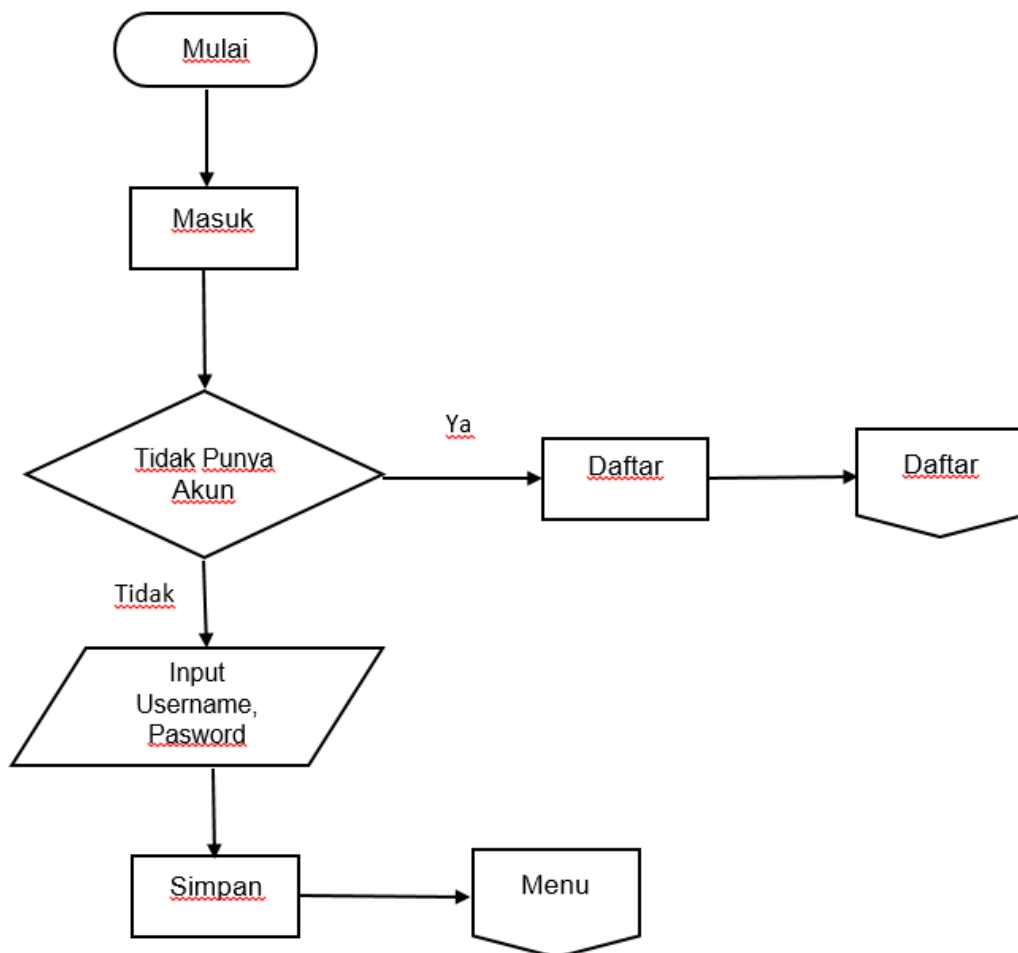 Mulai
Masuk
Tidak Punya
Akun
Ya
Daftar
Daftar
Tidak
Input
Username,
Pasword
Simpan
Menu